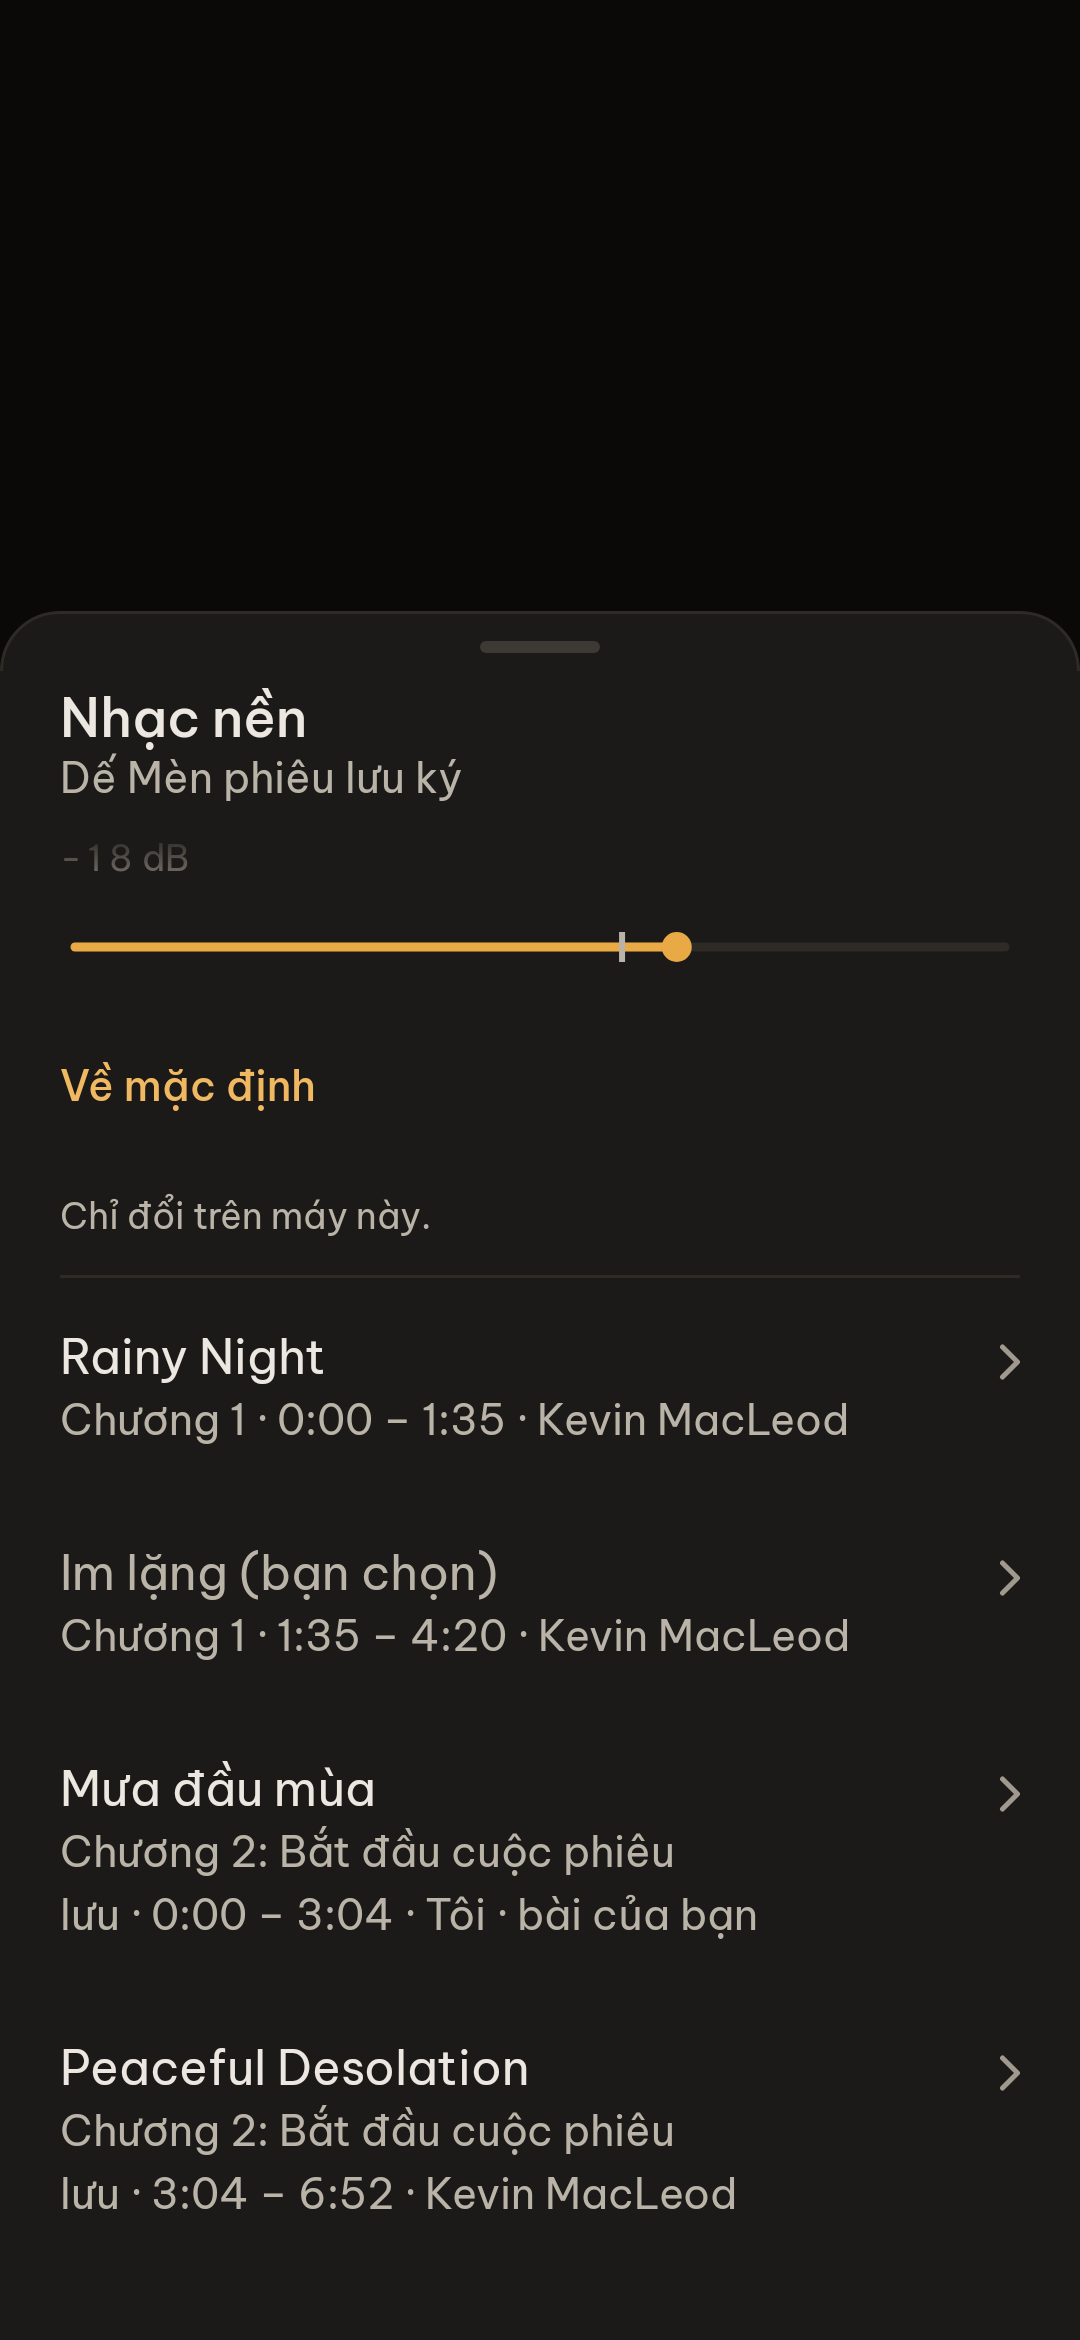 Nhạc nền
Dế Mèn phiêu lưu ký
-18 dB
Về mặc định
Chỉ đổi trên máy này.
Rainy Night
Chương 1 · 0:00 – 1:35 · Kevin MacLeod
Im lặng (bạn chọn)
Chương 1 · 1:35 – 4:20 · Kevin MacLeod
Mưa đầu mùa
Chương 2: Bắt đầu cuộc phiêu
lưu · 0:00 – 3:04 · Tôi · bài của bạn
Peaceful Desolation
Chương 2: Bắt đầu cuộc phiêu
lưu · 3:04 – 6:52 · Kevin MacLeod